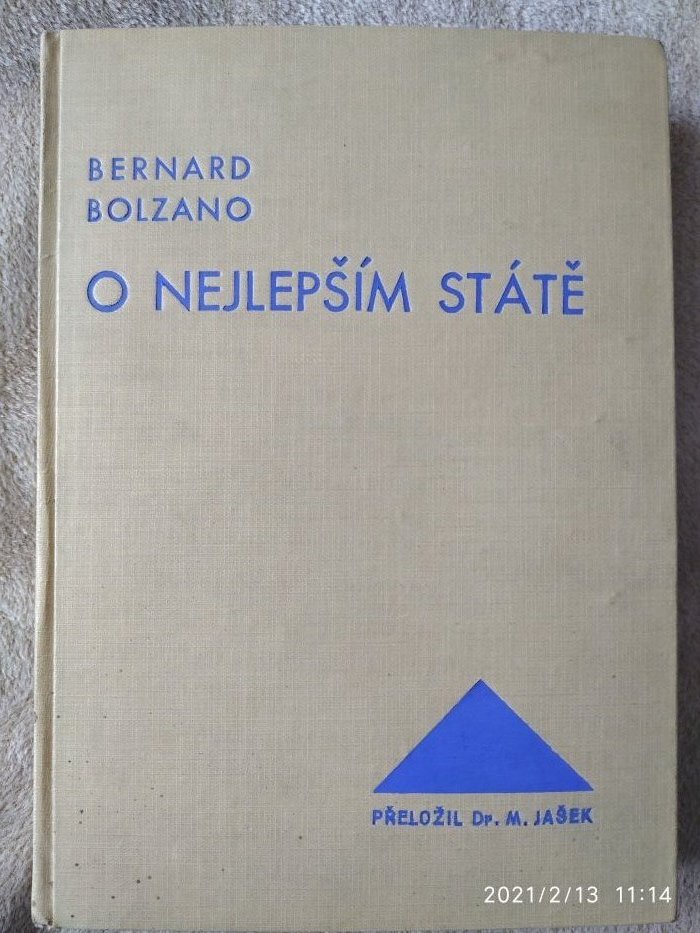 BERNARD
BOLZANO
O NEJLEPŠÍM STÁTĚ
PŘELOŽIL Dr. M. JAŠEK
2021/2/13 11:14